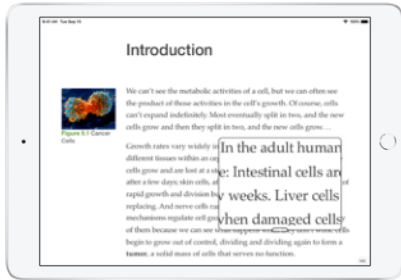 9:41 AM Tue Sep 15
100%
Introduction
Figure 9.1 Cancer
Cells
We can't see the metabolic activities of a cell, but we can often see
the product of those activities in the cell's growth. Of course, cells
can't expand indefinitely. Most eventually split in two, and the new
cells grow and then they split in two, and the new cells grow…
Growth rates vary widely in
different tissues within an
cells grow and are lost at a
after a few days; skin cells,
rapid growth and division
replacing. And nerve cells
mechanisms regulate cell
In the adult human
e: Intestinal cells are
y weeks. Liver cells
when damaged cells
of
of them because we can see what happens
begin to grow out of control, dividing and dividing again to form a
tumor, a solid mass of cells that serves no function.